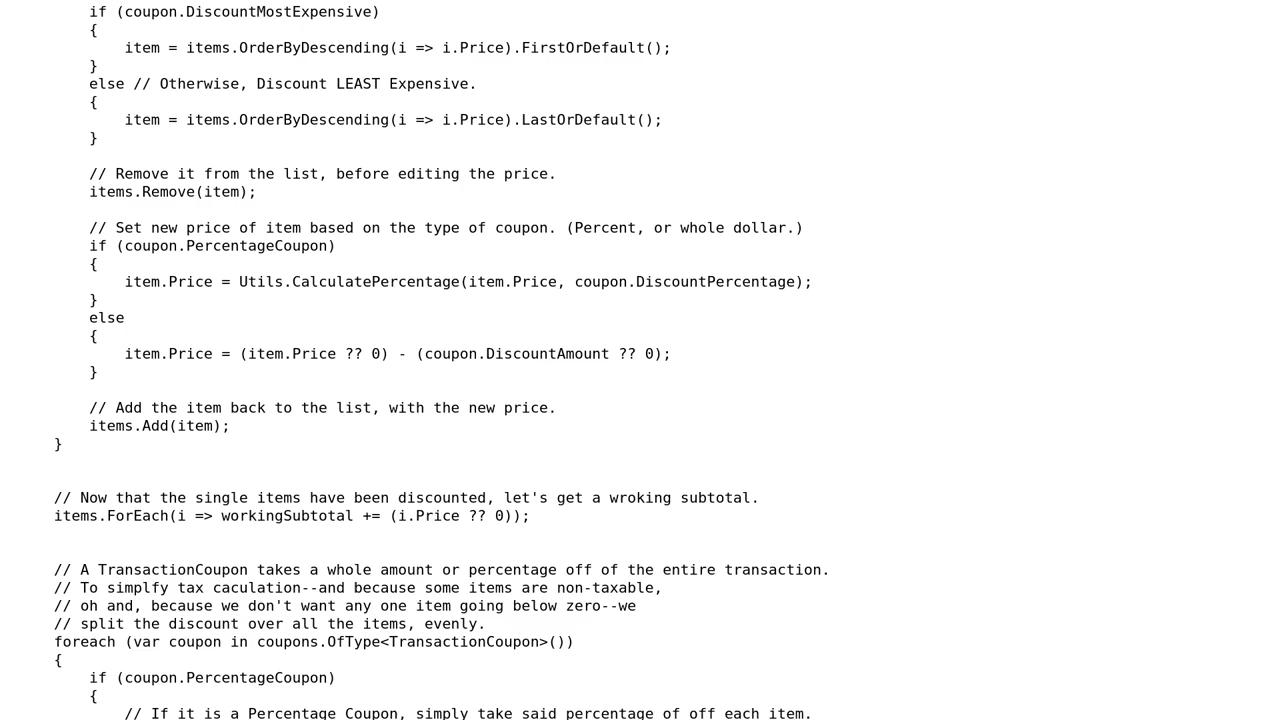 if (coupon.DiscountMostExpensive)
{
item = items.OrderByDescending(i => i.Price).FirstOrDefault();
}
else // Otherwise, Discount LEAST Expensive.
{
item = items.OrderByDescending(i => i.Price).LastOrDefault();
}
// Remove it from the list, before editing the price.
items.Remove(item);
// Set new price of item based on the type of coupon. (Percent, or whole dollar.)
if (coupon.PercentageCoupon)
{
item.Price = Utils.CalculatePercentage(item.Price, coupon.DiscountPercentage);
}
else
{
item.Price = (item.Price ?? 0) - (coupon.DiscountAmount ?? 0);
}
// Add the item back to the list, with the new price.
items.Add(item);
}
// Now that the single items have been discounted, let's get a wroking subtotal.
items.ForEach(i => workingSubtotal += (i.Price ?? 0));
// A TransactionCoupon takes a whole amount or percentage off of the entire transaction.
// To simplfy tax caculation--and because some items are non-taxable,
// oh and, because we don't want any one item going below zero--we
// split the discount over all the items, evenly.
foreach (var coupon in coupons.OfType<TransactionCoupon>())
{
if (coupon.PercentageCoupon)
{
// If it is a Percentage Coupon, simply take said percentage of off each item.